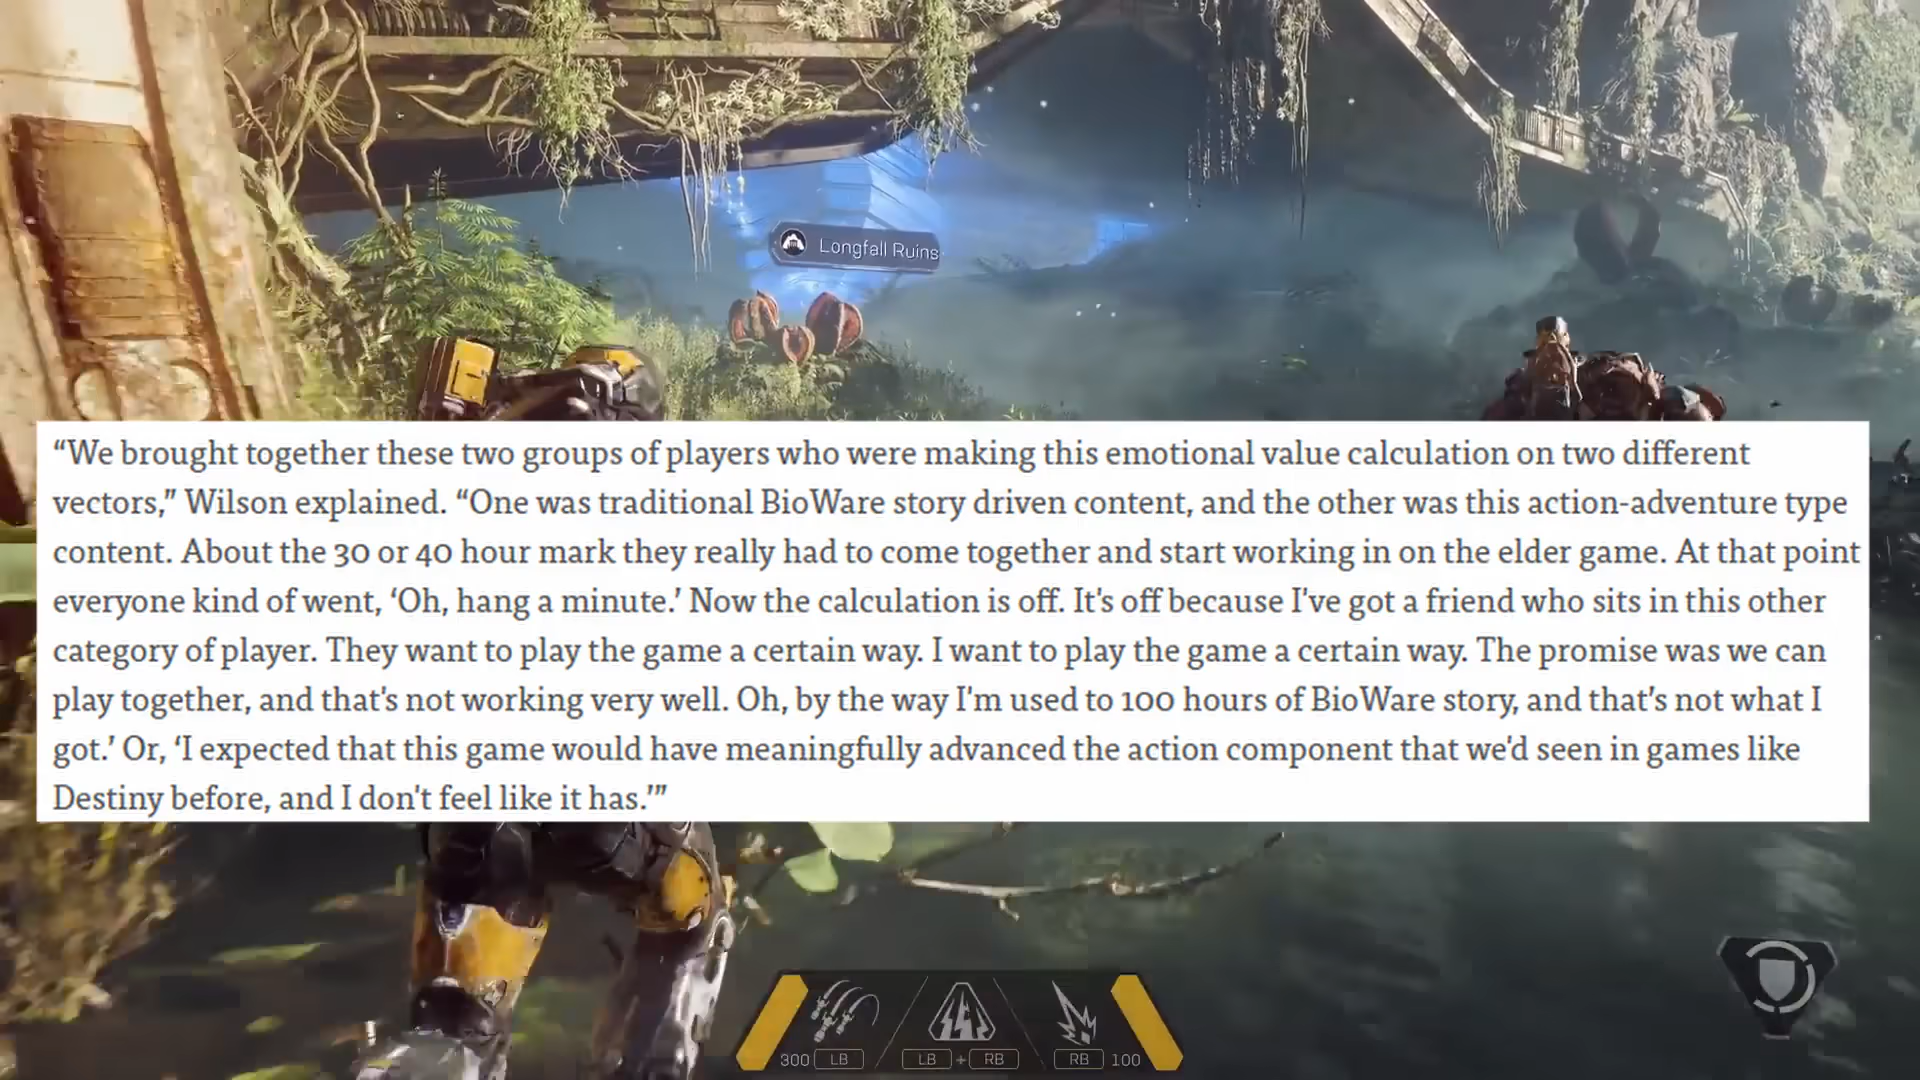 Longfall Ruins
“We brought together these two groups of players who were making this emotional value calculation on two different
vectors,” Wilson explained. “One was traditional BioWare story driven content, and the other was this action-adventure type
content. About the 30 or 40 hour mark they really had to come together and start working in on the elder game. At that point
everyone kind of went, ‘Oh, hang a minute.’ Now the calculation is off. It's off because I've got a friend who sits in this other
category of player. They want to play the game a certain way. I want to play the game a certain way. The promise was we can
play together, and that's not working very well. Oh, by the way I'm used to 100 hours of BioWare story, and that's not what I
got.’ Or, ‘I expected that this game would have meaningfully advanced the action component that we'd seen in games like
Destiny before, and I don't feel like it has.’”
300 LB LB + RB RB 100